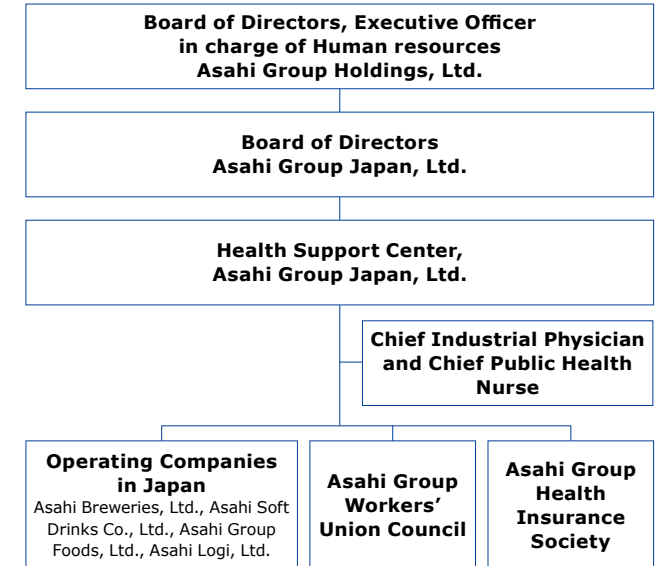 Board of Directors, Executive Officer
in charge of Human resources
Asahi Group Holdings, Ltd.
Board of Directors
Asahi Group Japan, Ltd.
Health Support Center,
Asahi Group Japan, Ltd.
Chief Industrial Physician
and Chief Public Health
Nurse
Operating Companies
in Japan
Asahi Breweries, Ltd., Asahi Soft
Drinks Co., Ltd., Asahi Group
Foods, Ltd., Asahi Logi, Ltd.
Asahi Group
Workers’
Union Council
Asahi Group
Health
Insurance
Society